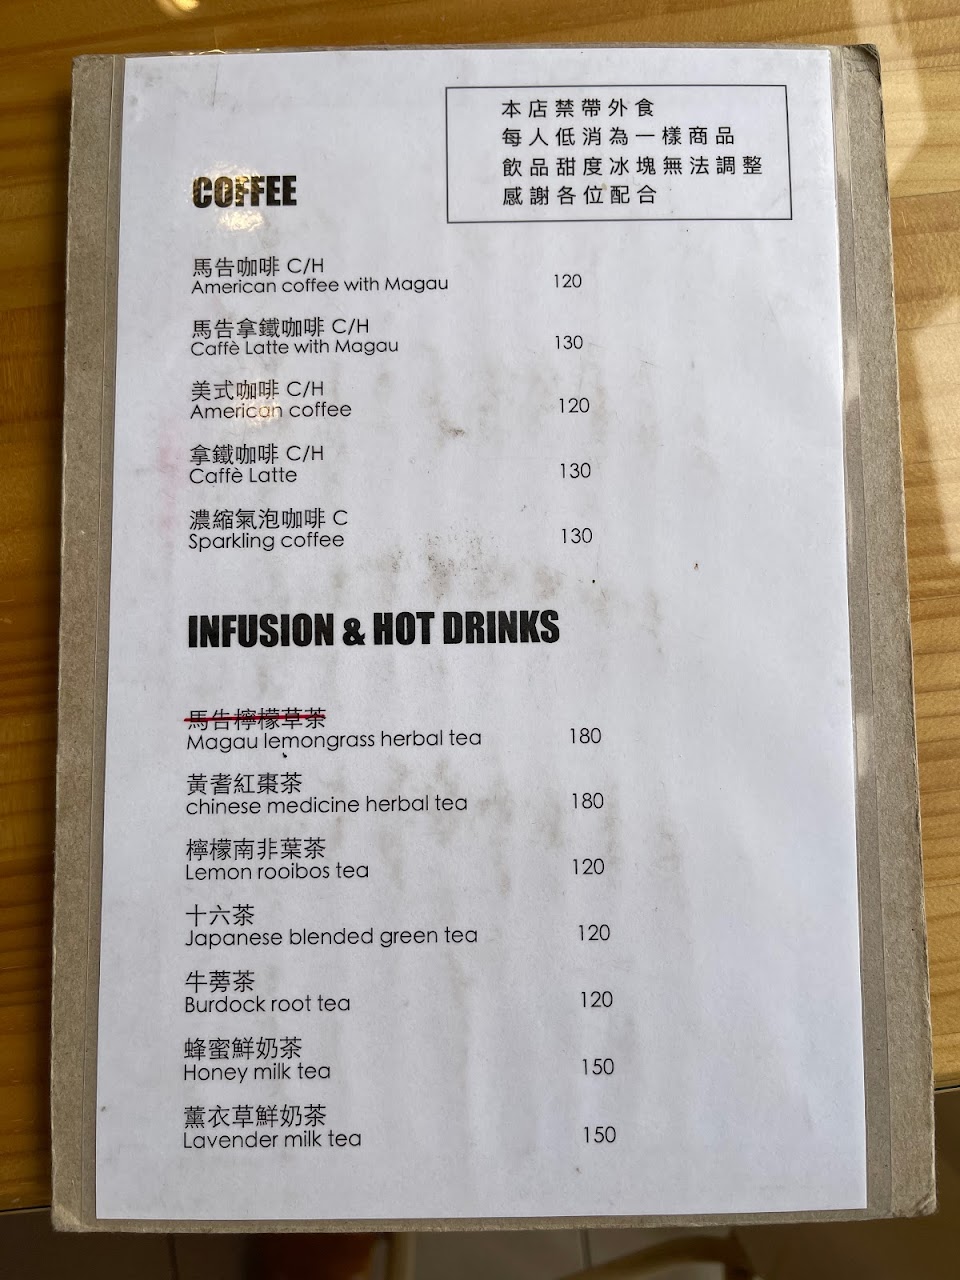 本店禁帶外食
每人低消為一樣商品
飲品甜度冰塊無法調整
感謝各位配合
COFFEE
馬告咖啡 C/H
American coffee with Magau 120
馬告拿鐵咖啡 C/H
Caffè Latte with Magau 130
美式咖啡 C/H
American coffee 120
拿鐵咖啡 C/H
Caffè Latte 130
濃縮氣泡咖啡 C
Sparkling coffee 130
INFUSION & HOT DRINKS
馬告檸檬草茶
Magau lemongrass herbal tea 180
黃耆紅棗茶
chinese medicine herbal tea 180
檸檬南非葉茶
Lemon rooibos tea 120
十六茶
Japanese blended green tea 120
牛蒡茶
Burdock root tea 120
蜂蜜鮮奶茶
Honey milk tea 150
薰衣草鮮奶茶
Lavender milk tea 150